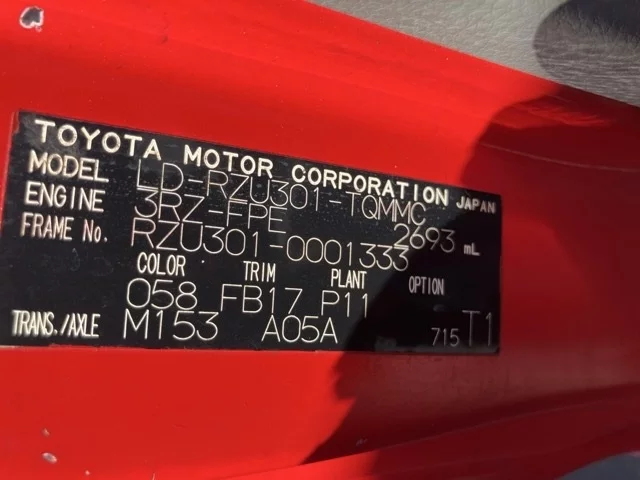 TOYOTA MOTOR CORPORATION JAPAN
MODEL LD-RZU301-TQMMC
ENGINE 3RZ-FPE 2693 mL
FRAME No. RZU301-0001333
COLOR TRIM PLANT OPTION
058 FB17 P11
TRANS./AXLE M153 A05A 715 T1